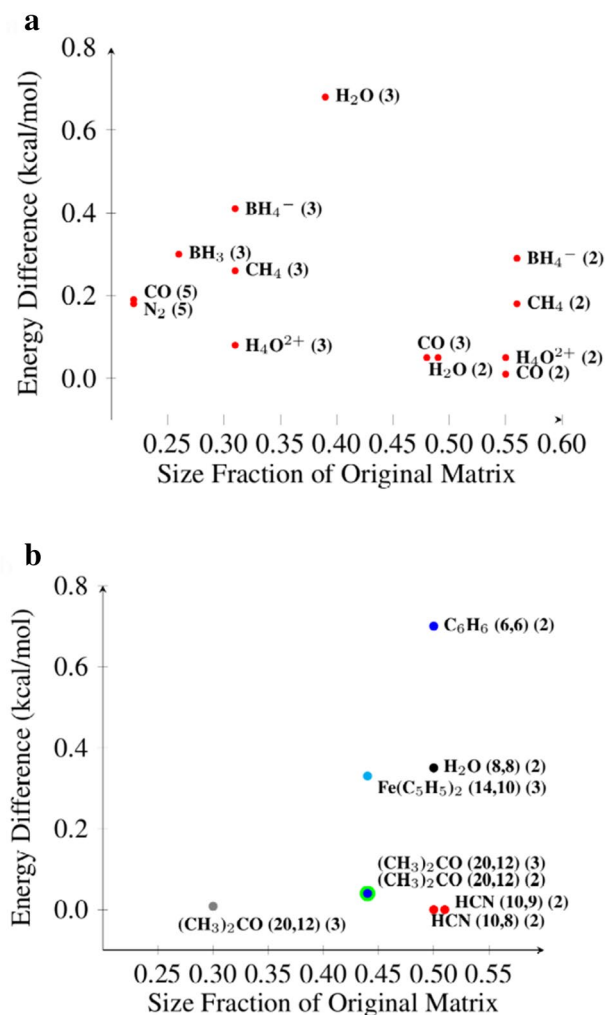 a
0.8
H₂O (3)
0.6
BH₄⁻ (3)
0.4
BH₃ (3)
BH₄⁻ (2)
CH₄ (3)
CO (5)
CH₄ (2)
0.2
N₂ (5)
CO (3)
H₄O²⁺ (3)
H₄O²⁺ (2)
H₂O (2)
CO (2)
0.0
Energy Difference (kcal/mol)
0.25 0.30 0.35 0.40 0.45 0.50 0.55 0.60
Size Fraction of Original Matrix
b
0.8
C₆H₆ (6,6) (2)
0.6
0.4
H₂O (8,8) (2)
Fe(C₅H₅)₂ (14,10) (3)
0.2
(CH₃)₂CO (20,12) (3)
(CH₃)₂CO (20,12) (2)
HCN (10,9) (2)
0.0
HCN (10,8) (2)
(CH₃)₂CO (20,12) (3)
Energy Difference (kcal/mol)
0.25 0.30 0.35 0.40 0.45 0.50 0.55
Size Fraction of Original Matrix